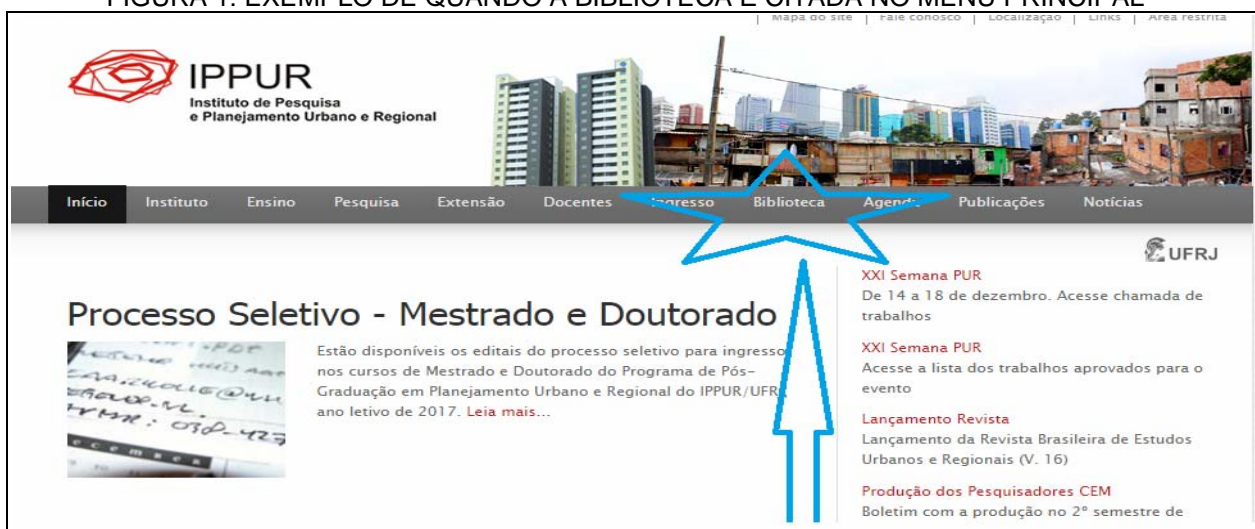 FIGURA 1: EXEMPLO DE QUANDO A BIBLIOTECA É CITADA NO MENU PRINCIPAL
| Mapa do site | Fale conosco | Localização | Links | Área restrita
IPPUR
Instituto de Pesquisa
e Planejamento Urbano e Regional
Início Instituto Ensino Pesquisa Extensão Docentes Ingresso Biblioteca Agenda Publicações Notícias
UFRJ
Processo Seletivo - Mestrado e Doutorado
Estão disponíveis os editais do processo seletivo para ingresso
nos cursos de Mestrado e Doutorado do Programa de Pós-
Graduação em Planejamento Urbano e Regional do IPPUR/UFRJ
ano letivo de 2017. Leia mais...
XXI Semana PUR
De 14 a 18 de dezembro. Acesse chamada de
trabalhos
XXI Semana PUR
Acesse a lista dos trabalhos aprovados para o
evento
Lançamento Revista
Lançamento da Revista Brasileira de Estudos
Urbanos e Regionais (V. 16)
Produção dos Pesquisadores CEM
Boletim com a produção no 2º semestre de